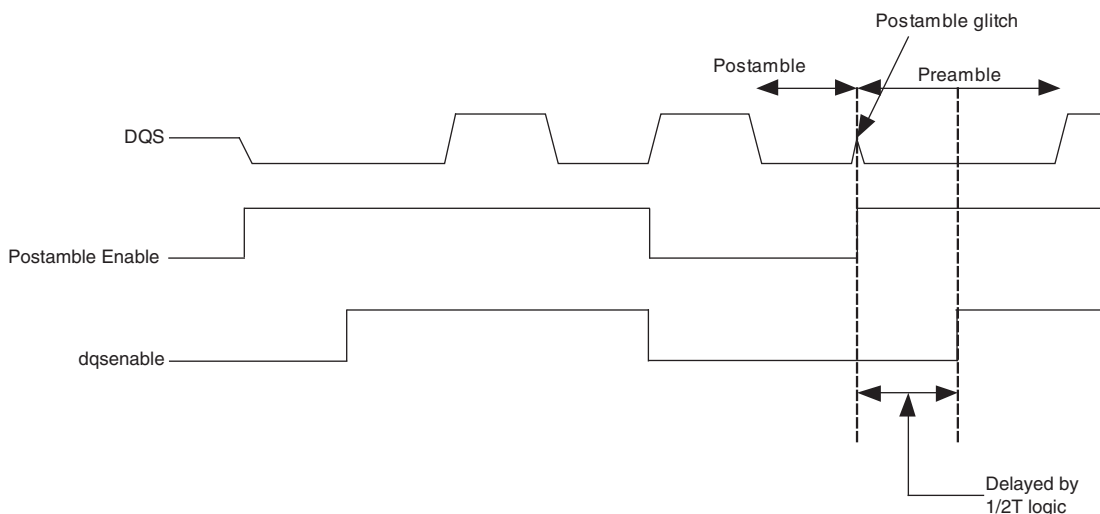 Postamble glitch
Postamble
Preamble
DQS
Postamble Enable
dqsenable
Delayed by
1/2T logic